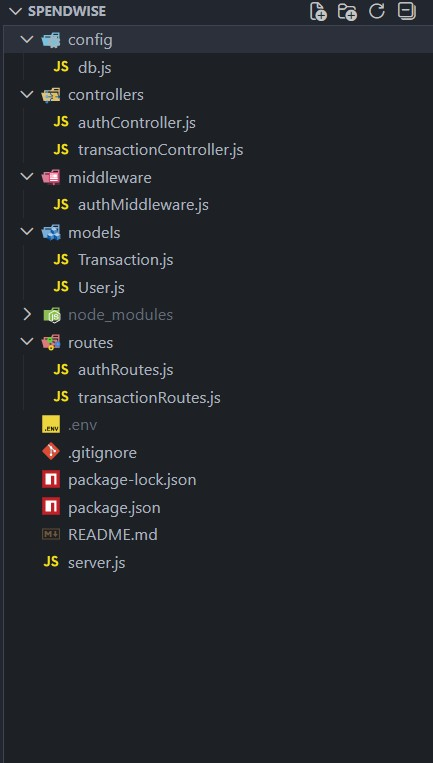 SPENDWISE
config
JS db.js
controllers
JS authController.js
JS transactionController.js
middleware
JS authMiddleware.js
models
JS Transaction.js
JS User.js
node_modules
routes
JS authRoutes.js
JS transactionRoutes.js
.ENV .env
.gitignore
package-lock.json
package.json
README.md
JS server.js